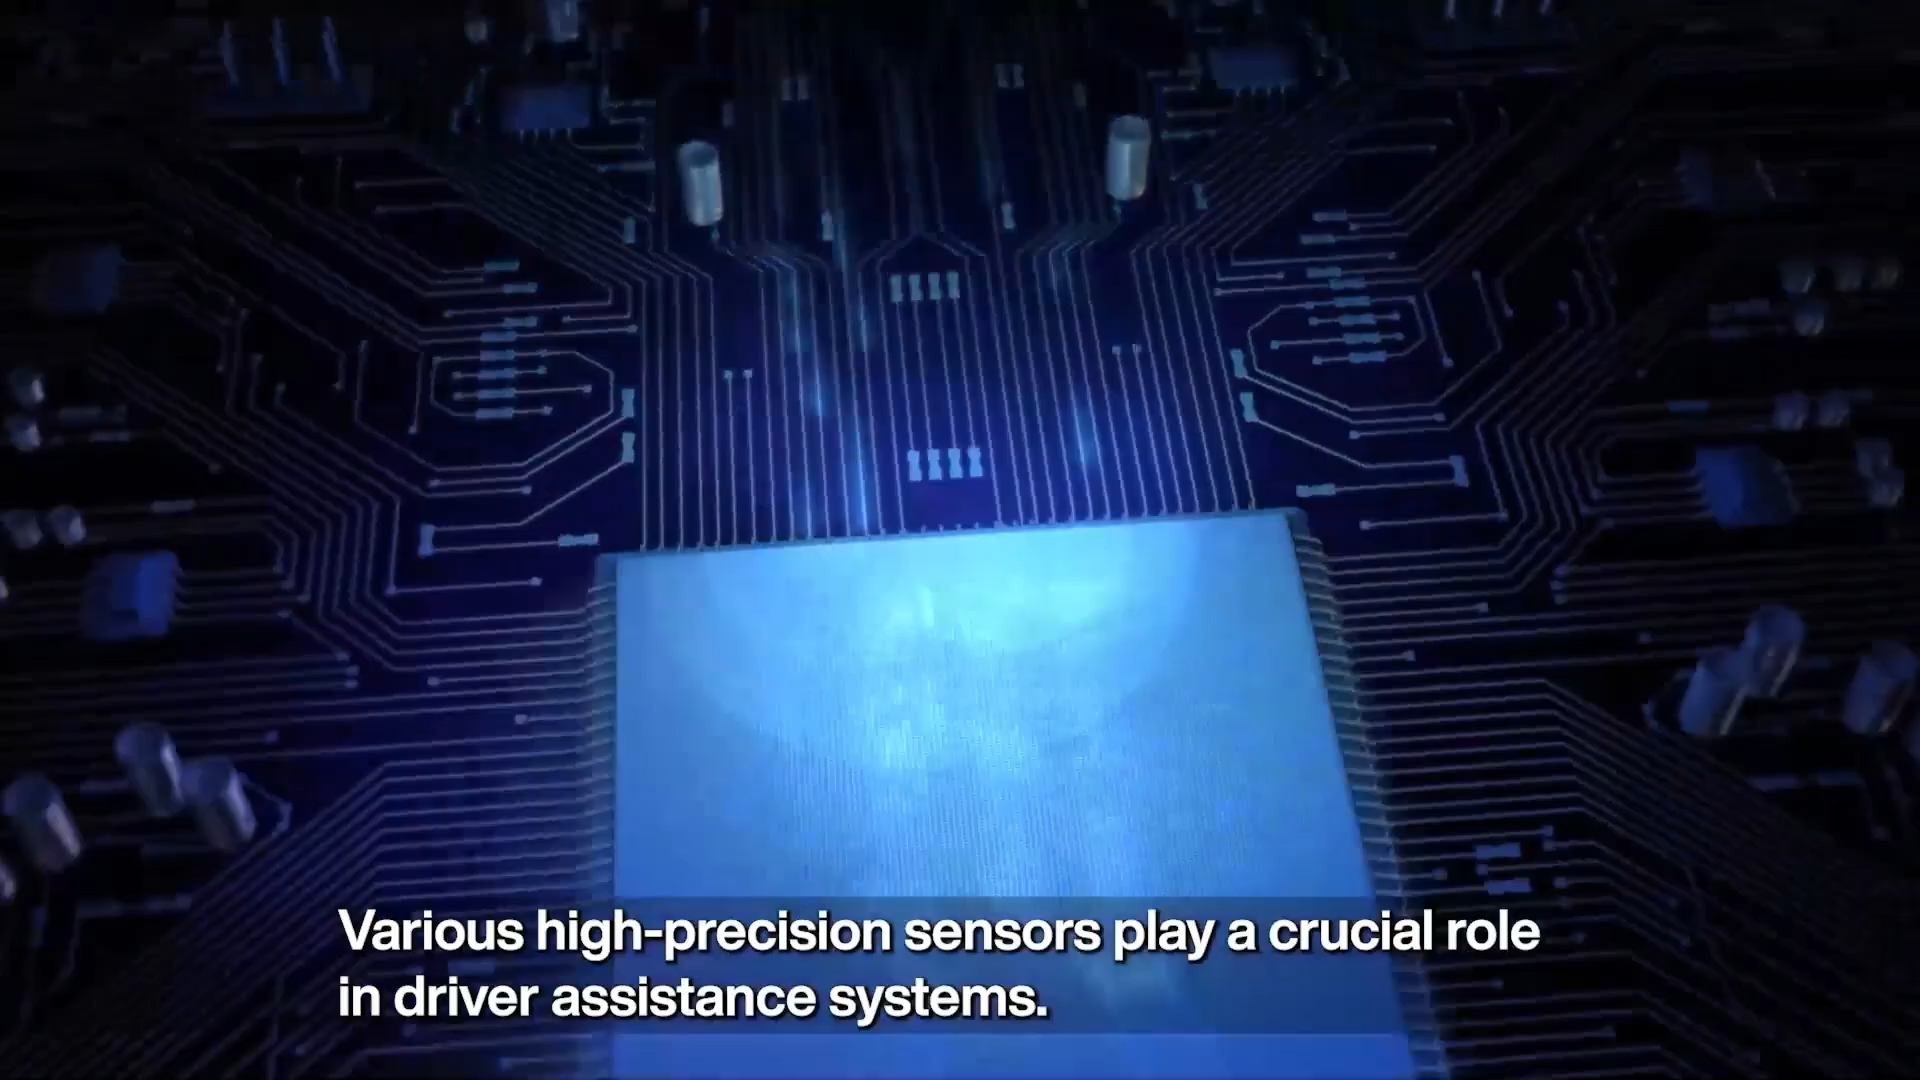 Various high-precision sensors play a crucial role
in driver assistance systems.